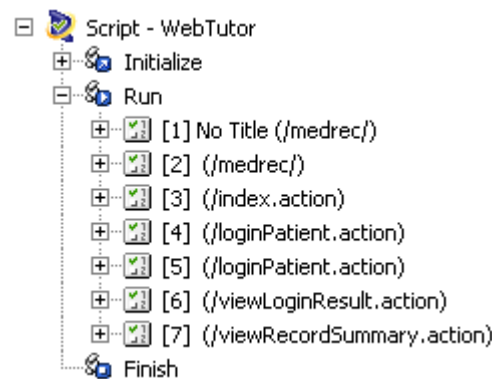 Script - WebTutor
Initialize
Run
[1] No Title (/medrec/)
[2] (/medrec/)
[3] (/index.action)
[4] (/loginPatient.action)
[5] (/loginPatient.action)
[6] (/viewLoginResult.action)
[7] (/viewRecordSummary.action)
Finish